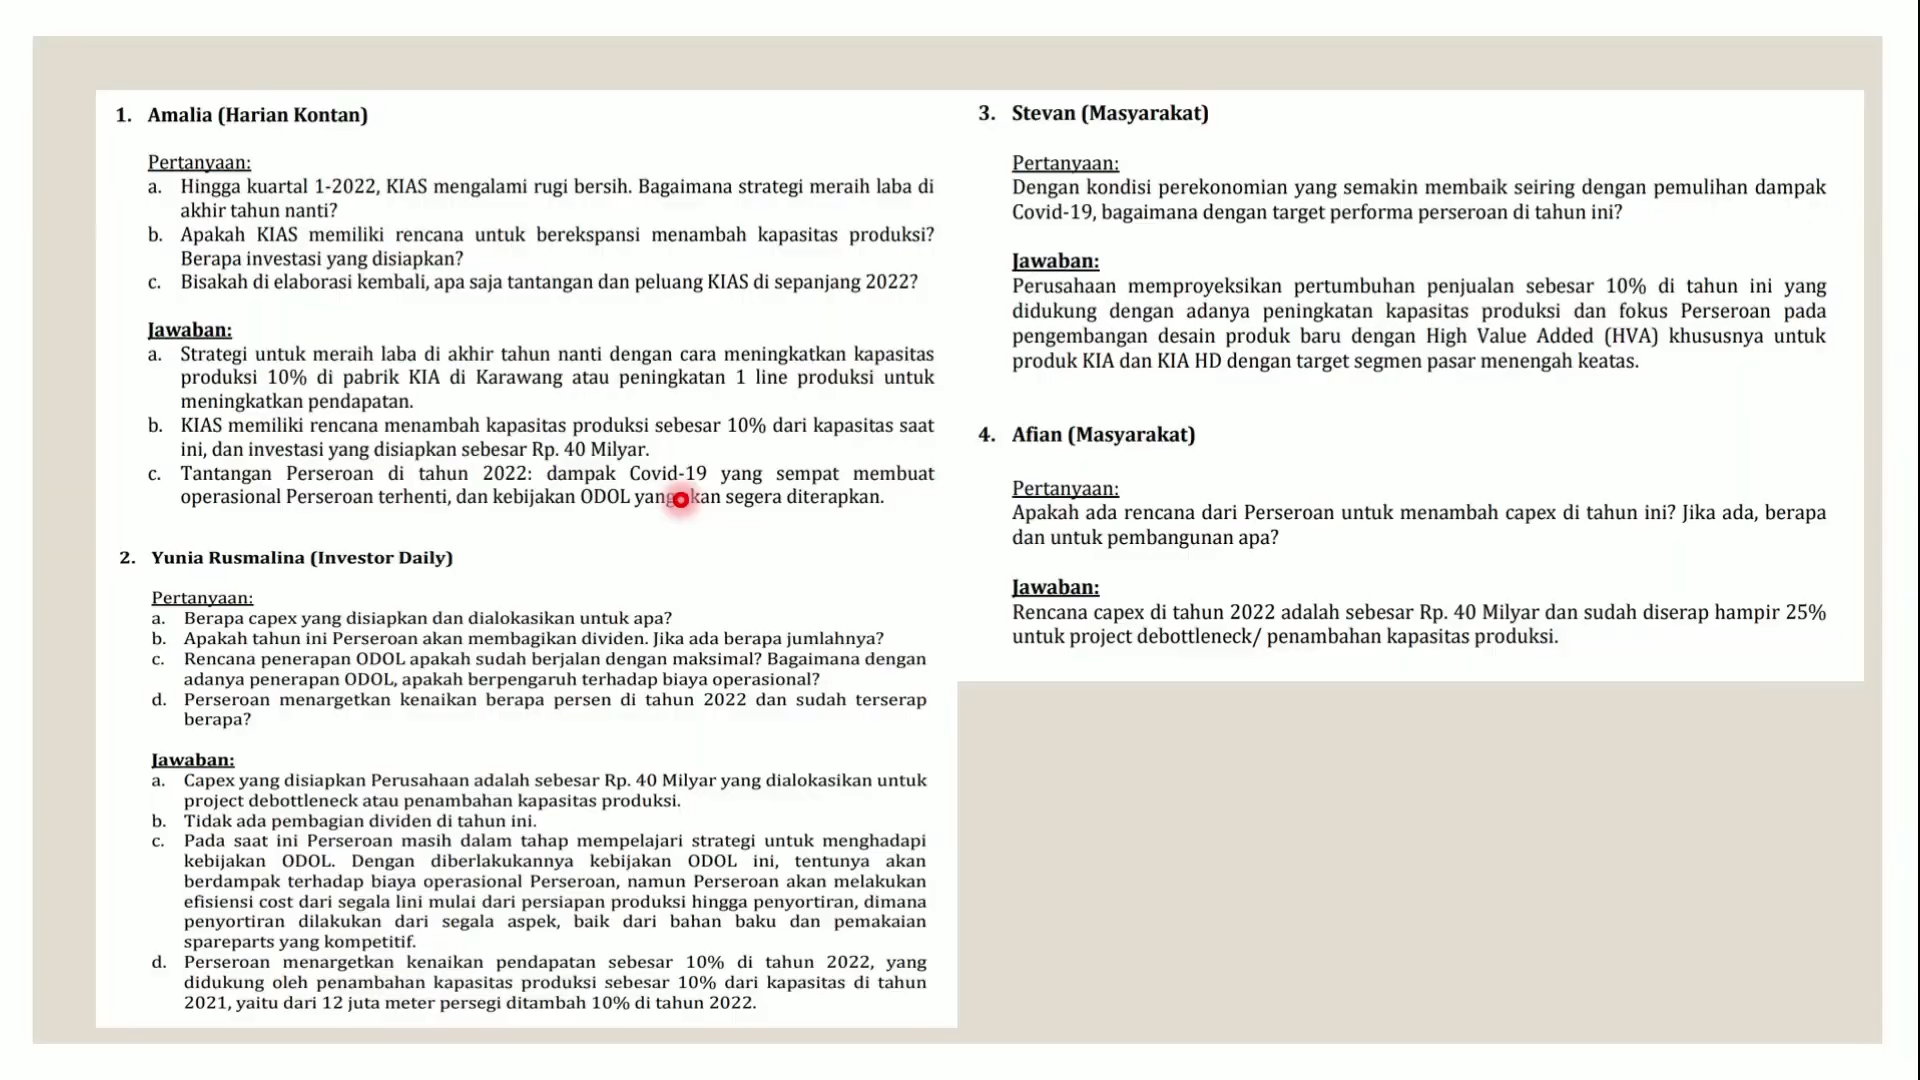 1. Amalia (Harian Kontan)
Pertanyaan:
a. Hingga kuartal 1-2022, KIAS mengalami rugi bersih. Bagaimana strategi meraih laba di
akhir tahun nanti?
b. Apakah KIAS memiliki rencana untuk berekspansi menambah kapasitas produksi?
Berapa investasi yang disiapkan?
c. Bisakah di elaborasi kembali, apa saja tantangan dan peluang KIAS di sepanjang 2022?
Jawaban:
a. Strategi untuk meraih laba di akhir tahun nanti dengan cara meningkatkan kapasitas
produksi 10% di pabrik KIA di Karawang atau peningkatan 1 line produksi untuk
meningkatkan pendapatan.
b. KIAS memiliki rencana menambah kapasitas produksi sebesar 10% dari kapasitas saat
ini, dan investasi yang disiapkan sebesar Rp. 40 Milyar.
c. Tantangan Perseroan di tahun 2022: dampak Covid-19 yang sempat membuat
operasional Perseroan terhenti, dan kebijakan ODOL yang akan segera diterapkan.
2. Yunia Rusmalina (Investor Daily)
Pertanyaan:
a. Berapa capex yang disiapkan dan dialokasikan untuk apa?
b. Apakah tahun ini Perseroan akan membagikan dividen. Jika ada berapa jumlahnya?
c. Rencana penerapan ODOL apakah sudah berjalan dengan maksimal? Bagaimana dengan
adanya penerapan ODOL, apakah berpengaruh terhadap biaya operasional?
d. Perseroan menargetkan kenaikan berapa persen di tahun 2022 dan sudah terserap
berapa?
Jawaban:
a. Capex yang disiapkan Perusahaan adalah sebesar Rp. 40 Milyar yang dialokasikan untuk
project debottleneck atau penambahan kapasitas produksi.
b. Tidak ada pembagian dividen di tahun ini.
c. Pada saat ini Perseroan masih dalam tahap mempelajari strategi untuk menghadapi
kebijakan ODOL. Dengan diberlakukannya kebijakan ODOL ini, tentunya akan
berdampak terhadap biaya operasional Perseroan, namun Perseroan akan melakukan
efisiensi cost dari segala lini mulai dari persiapan produksi hingga penyortiran, dimana
penyortiran dilakukan dari segala aspek, baik dari bahan baku dan pemakaian
spareparts yang kompetitif.
d. Perseroan menargetkan kenaikan pendapatan sebesar 10% di tahun 2022, yang
didukung oleh penambahan kapasitas produksi sebesar 10% dari kapasitas di tahun
2021, yaitu dari 12 juta meter persegi ditambah 10% di tahun 2022.
3. Stevan (Masyarakat)
Pertanyaan:
Dengan kondisi perekonomian yang semakin membaik seiring dengan pemulihan dampak
Covid-19, bagaimana dengan target performa perseroan di tahun ini?
Jawaban:
Perusahaan memproyeksikan pertumbuhan penjualan sebesar 10% di tahun ini yang
didukung dengan adanya peningkatan kapasitas produksi dan fokus Perseroan pada
pengembangan desain produk baru dengan High Value Added (HVA) khususnya untuk
produk KIA dan KIA HD dengan target segmen pasar menengah keatas.
4. Afian (Masyarakat)
Pertanyaan:
Apakah ada rencana dari Perseroan untuk menambah capex di tahun ini? Jika ada, berapa
dan untuk pembangunan apa?
Jawaban:
Rencana capex di tahun 2022 adalah sebesar Rp. 40 Milyar dan sudah diserap hampir 25%
untuk project debottleneck/ penambahan kapasitas produksi.